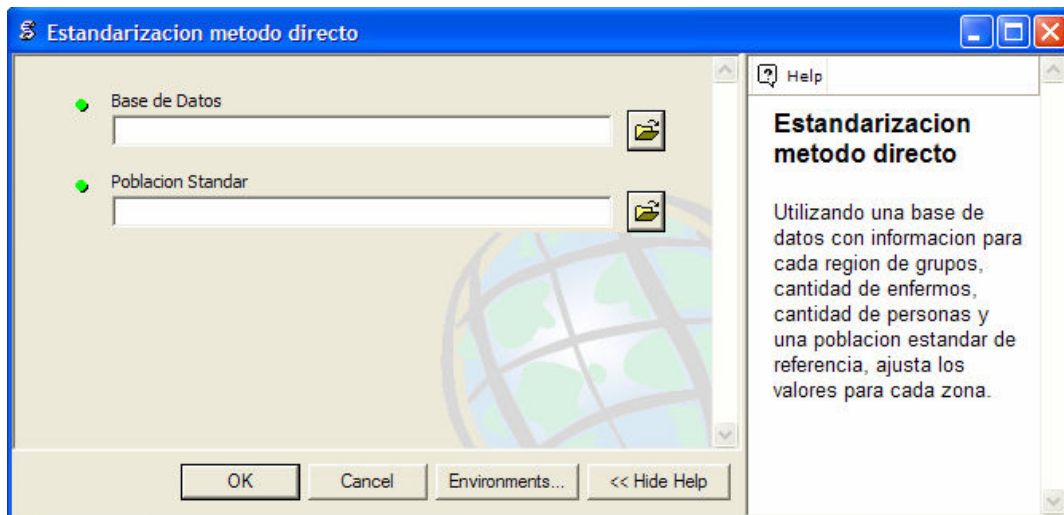 Estandarizacion metodo directo
Base de Datos
Poblacion Standar
OK
Cancel
Environments...
<< Hide Help
Help
Estandarizacion
metodo directo
Utilizando una base de
datos con informacion para
cada region de grupos,
cantidad de enfermos,
cantidad de personas y
una poblacion estandar de
referencia, ajusta los
valores para cada zona.